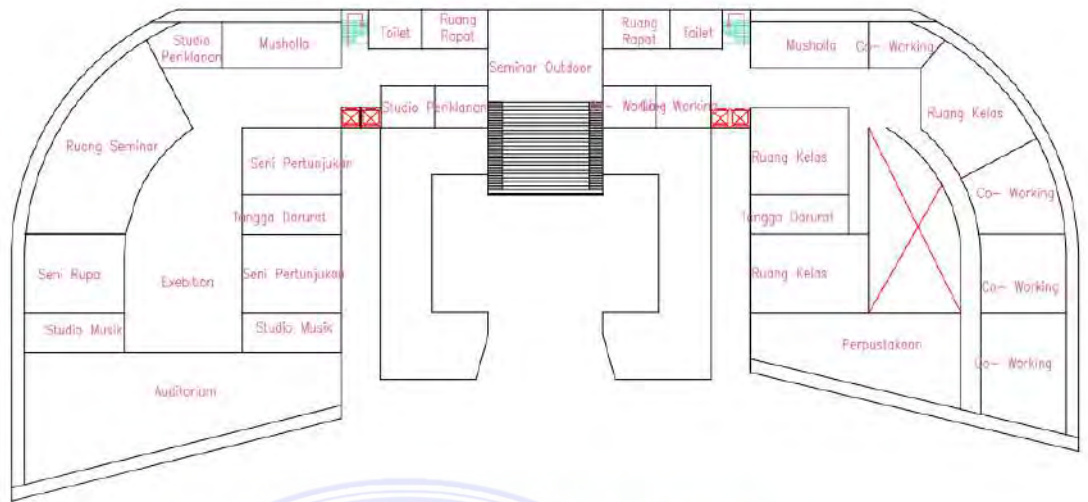 Studio
Periklanan
Musholla
Toilet
Ruang
Rapat
Ruang
Rapat
Toilet
Musholla
Co- Working
Seminar Outdoor
Studio Periklanan
Co- Working
Co- Working
Ruang Kelas
Ruang Seminar
Seni Pertunjukan
Ruang Kelas
Co- Working
Tangga Darurat
Tangga Darurat
Seni Rupa
Exebition
Seni Pertunjukan
Ruang Kelas
Co- Working
Studio Musik
Studio Musik
Perpustakaan
Co- Working
Auditorium